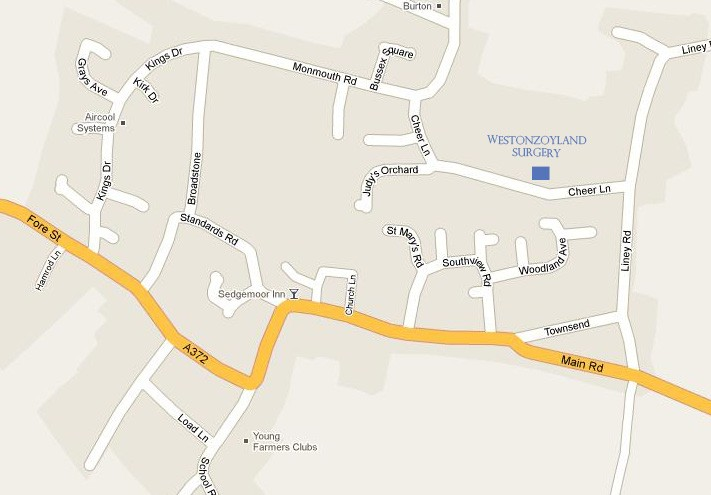 Burton
Liney R
Kings Dr
Monmouth Rd
Bussex Square
Grays Ave
Kirk Dr
Aircool
Systems
Cheer Ln
WESTONZOYLAND
SURGERY
Judy's Orchard
Cheer Ln
Kings Dr
Broadstone
Fore St
Standards Rd
St Mary's Rd
Southview Rd
Woodland Ave
Liney Rd
Hamrod Ln
Sedgemoor Inn
Church Ln
Townsend
A372
Main Rd
Load Ln
Young
Farmers Clubs
School R